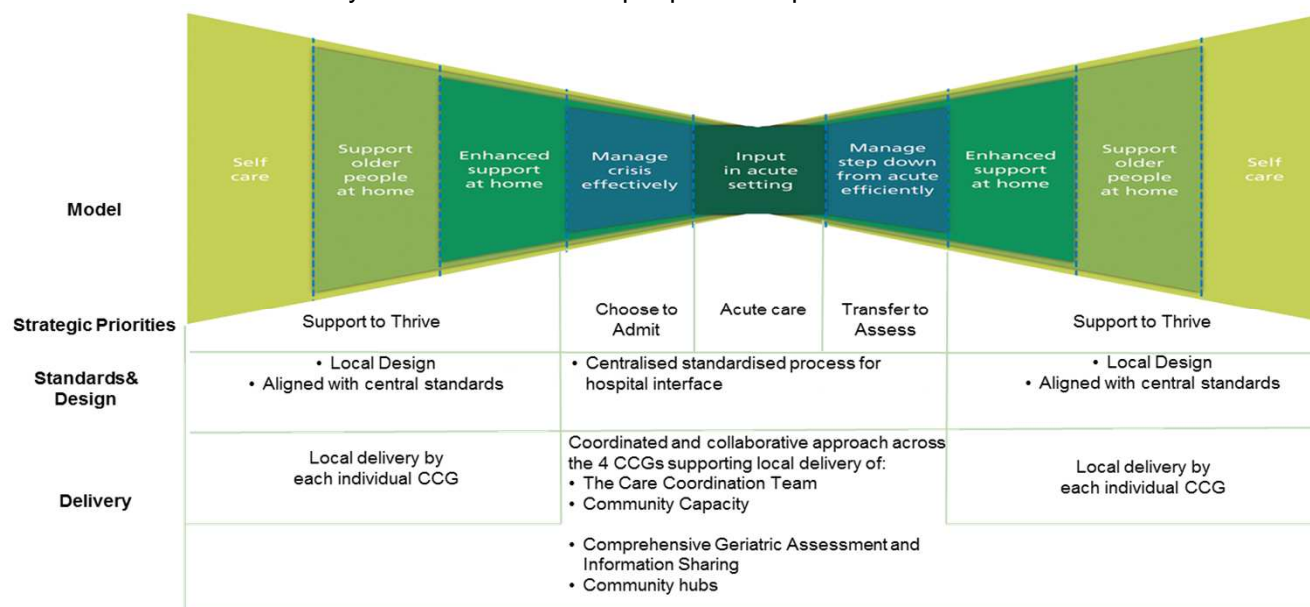 Self
care
Support
older
people
at home
Enhanced
support
at home
Manage
crisis
effectively
Input
in acute
setting
Manage
step down
from acute
efficiently
Enhanced
support
at home
Support
older
people
at home
Self
care
Model
Strategic Priorities
Support to Thrive
Choose to
Admit
Acute care
Transfer to
Assess
Support to Thrive
Standards&
Design
• Local Design
• Aligned with central standards
• Centralised standardised process for
hospital interface
• Local Design
• Aligned with central standards
Delivery
Local delivery by
each individual CCG
Coordinated and collaborative approach across
the 4 CCGs supporting local delivery of:
• The Care Coordination Team
• Community Capacity
• Comprehensive Geriatric Assessment and
Information Sharing
• Community hubs
Local delivery by
each individual CCG